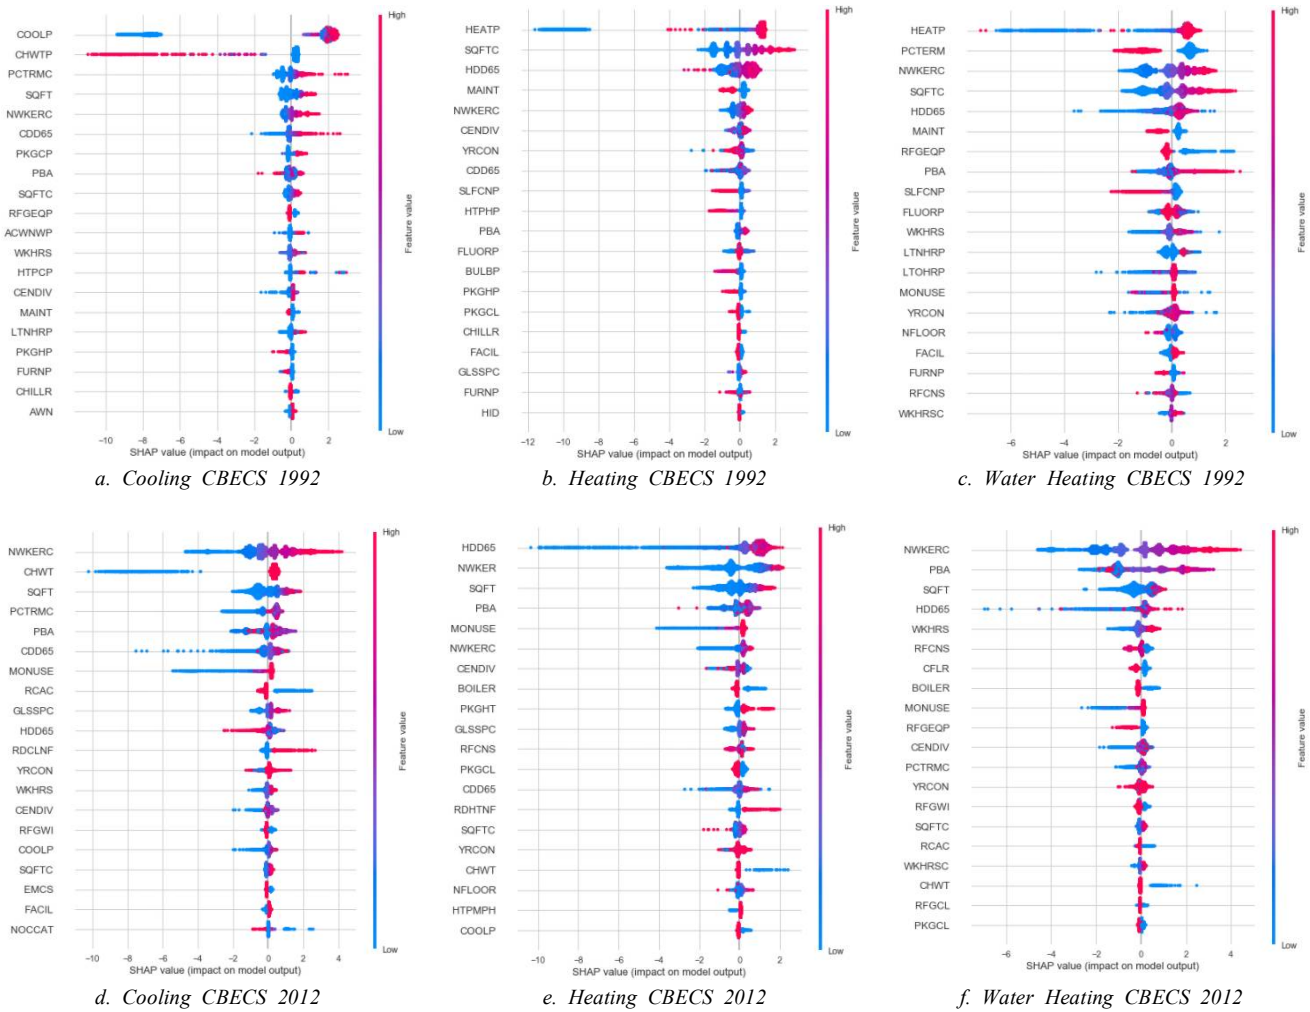 High
COOLP
CHWTP
PCTRMC
SQFT
NWKERC
CDD65
PKGCP
PBA
SQFTC
RFGEQP
ACWNWP
WKHRS
HTPCP
CENDIV
MAINT
LTNHRP
PKGHP
FURNP
CHILLR
AWN
Feature value
Low
−10 −8 −6 −4 −2 0 2
SHAP value (impact on model output)
a. Cooling CBECS 1992
High
HEATP
SQFTC
HDD65
MAINT
NWKERC
CENDIV
YRCON
CDD65
SLFCNP
HTPHP
PBA
FLUORP
BULBP
PKGHP
PKGCL
CHILLR
FACIL
GLSSPC
FURNP
HID
Feature value
Low
−12 −10 −8 −6 −4 −2 0 2
SHAP value (impact on model output)
b. Heating CBECS 1992
High
HEATP
PCTERM
NWKERC
SQFTC
HDD65
MAINT
RFGEQP
PBA
SLFCNP
FLUORP
WKHRS
LTNHRP
LTOHRP
MONUSE
YRCON
NFLOOR
FACIL
FURNP
RFCNS
WKHRSC
Feature value
Low
−6 −4 −2 0 2
SHAP value (impact on model output)
c. Water Heating CBECS 1992
High
NWKERC
CHWT
SQFT
PCTRMC
PBA
CDD65
MONUSE
RCAC
GLSSPC
HDD65
RDCLNF
YRCON
WKHRS
CENDIV
RFGWI
COOLP
SQFTC
EMCS
FACIL
NOCCAT
Feature value
Low
−10 −8 −6 −4 −2 0 2 4
SHAP value (impact on model output)
d. Cooling CBECS 2012
High
HDD65
NWKER
SQFT
PBA
MONUSE
NWKERC
CENDIV
BOILER
PKGHT
GLSSPC
RFCNS
PKGCL
CDD65
RDHTNF
SQFTC
YRCON
CHWT
NFLOOR
HTPMPH
COOLP
Feature value
Low
−10 −8 −6 −4 −2 0 2
SHAP value (impact on model output)
e. Heating CBECS 2012
High
NWKERC
PBA
SQFT
HDD65
WKHRS
RFCNS
CFLR
BOILER
MONUSE
RFGEQP
CENDIV
PCTRMC
YRCON
RFGWI
SQFTC
RCAC
WKHRSC
CHWT
RFGCL
PKGCL
Feature value
Low
−6 −4 −2 0 2 4
SHAP value (impact on model output)
f. Water Heating CBECS 2012